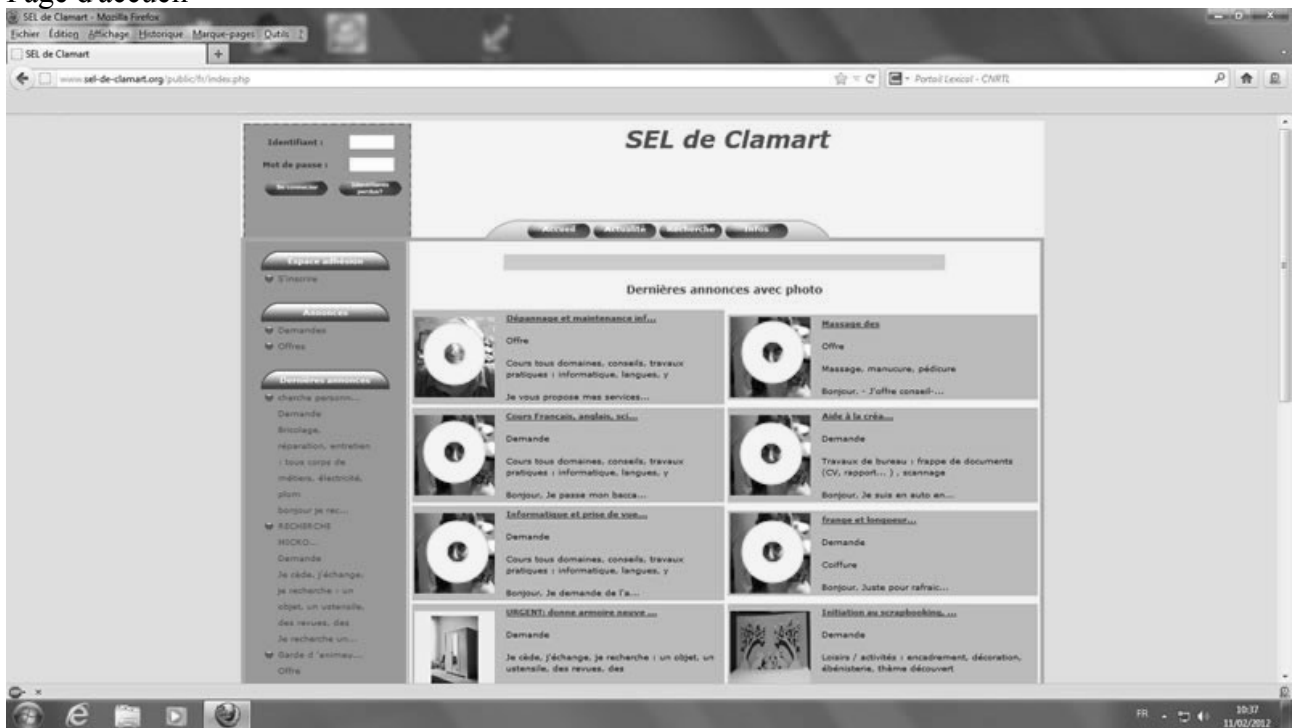 Page d'accueil
SEL de Clamart - Mozilla Firefox
Fichier Édition Affichage Historique Marque-pages Outils ?
SEL de Clamart
www.sel-de-clamart.org/public/fr/index.php
Portail Lexical - CNRTL
Identifiant :
Mot de passe :
Se connecter
Identifiants
perdus?
SEL de Clamart
Accueil Actualité Recherche Infos
Espace adhésion
S'inscrire
Annonces
Demandes
Offres
Dernières annonces
cherche personn...
Demande
Bricolage,
réparation, entretien
: tous corps de
métiers, électricité,
plom
bonjour je rec...
RECHERCHE
MICRO...
Demande
Je cède, j'échange,
je recherche : un
objet, un ustensile,
des revues, des
Je recherche un...
Garde d 'animau...
Offre
Dernières annonces avec photo
Dépannage et maintenance inf...
Offre
Cours tous domaines, conseils, travaux
pratiques : informatique, langues, y
Je vous propose mes services...
Massage des
Offre
Massage, manucure, pédicure
Bonjour, - J'offre conseil-...
Cours Francais, anglais, sci...
Demande
Cours tous domaines, conseils, travaux
pratiques : informatique, langues, y
Bonjour, Je passe mon bacca...
Aide à la créa...
Demande
Travaux de bureau : frappe de documents
(CV, rapport... ) , scannage
Bonjour, Je suis en auto en...
Informatique et prise de vue...
Demande
Cours tous domaines, conseils, travaux
pratiques : informatique, langues, y
Bonjour, Je demande de l'a...
frange et longueur...
Demande
Coiffure
Bonjour, Juste pour rafraic...
URGENT: donne armoire neuve ...
Demande
Je cède, j'échange, je recherche : un objet, un
ustensile, des revues, des
Initiation au scrapbooking, ...
Demande
Loisirs / activités : encadrement, décoration,
ébénisterie, thème découvert
FR
10:37
11/02/2012